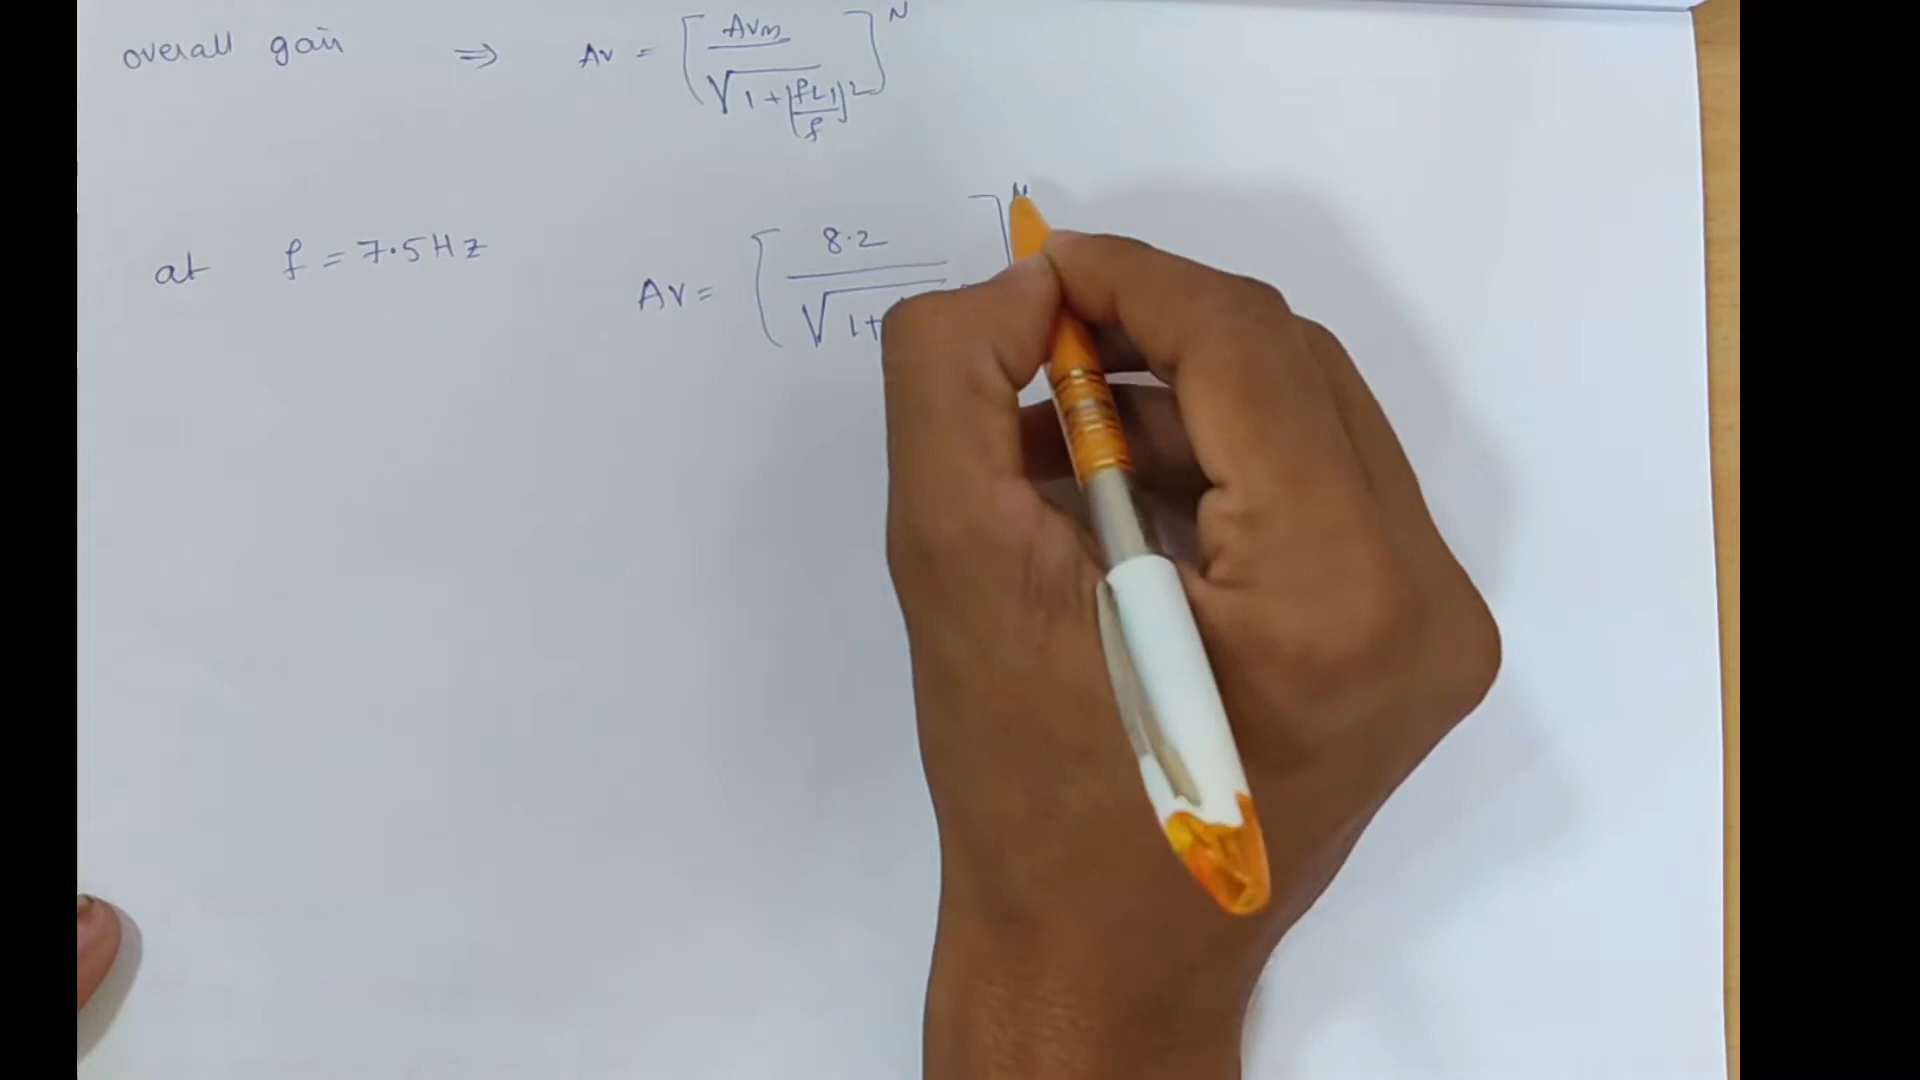 overall gain ⇒ Av = [Avm / √1+(fL1/f)²]^N
at f = 7.5Hz Av = [8.2 / √1+